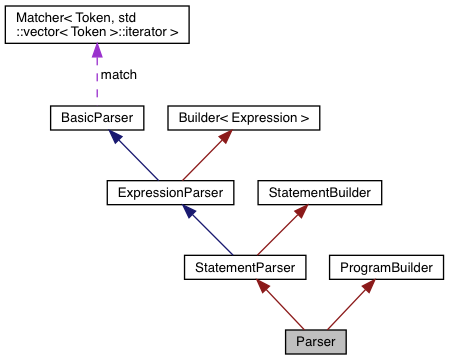 Matcher< Token, std
::vector< Token >::iterator >
match
BasicParser
Builder< Expression >
ExpressionParser
StatementBuilder
StatementParser
ProgramBuilder
Parser